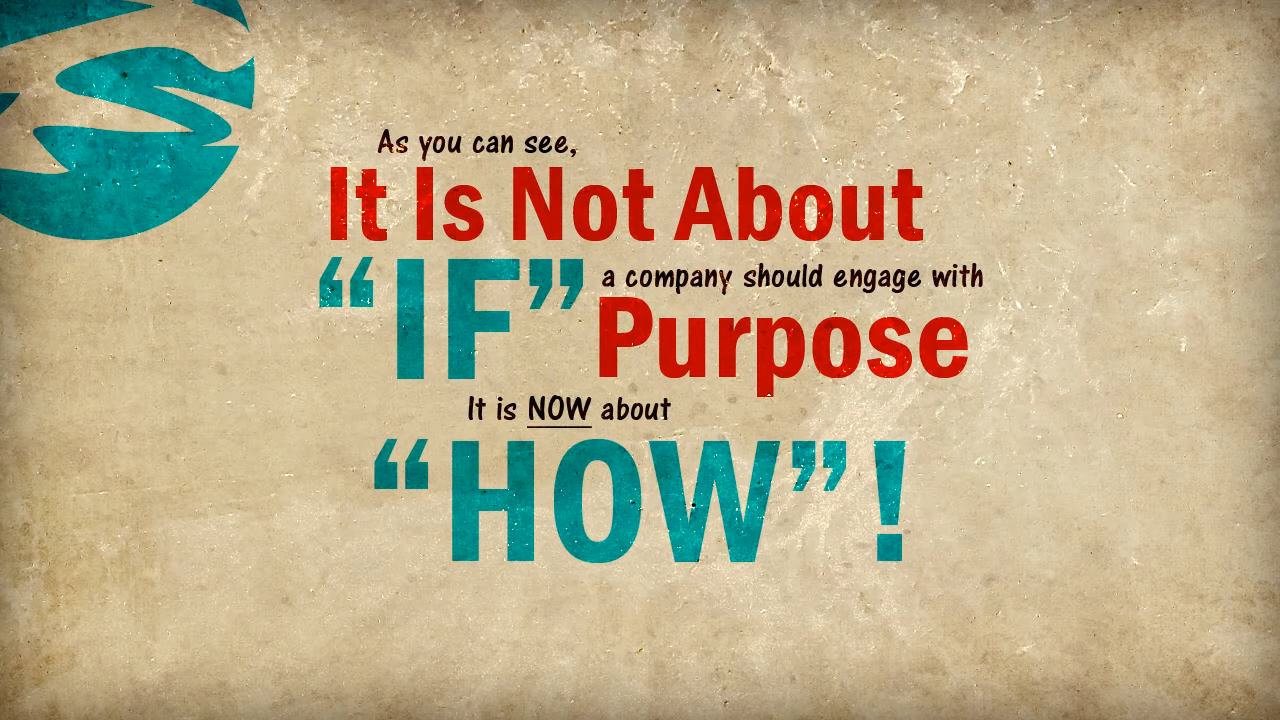 As you can see,
It Is Not About
“IF” a company should engage with
Purpose
It is NOW about
“HOW”!